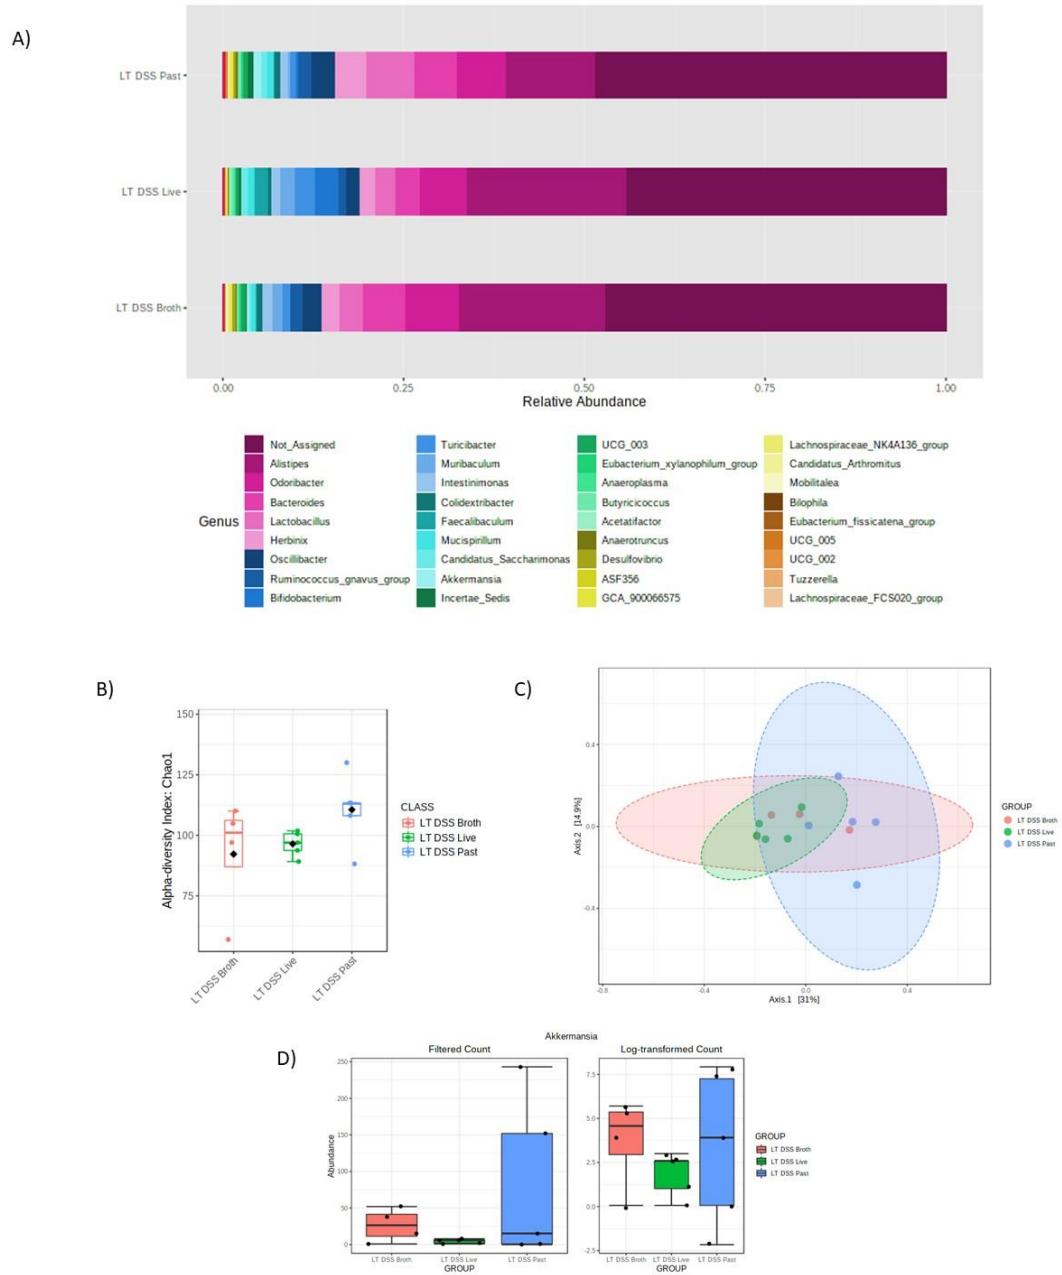 A)
LT DSS Past
LT DSS Live
LT DSS Broth
0.00 0.25 0.50 0.75 1.00
Relative Abundance
Genus
Not_Assigned Turicibacter UCG_003 Lachnospiraceae_NK4A136_group
Alistipes Muribaculum Eubacterium_xylanophilum_group Candidatus_Arthromitus
Odoribacter Intestinimonas Anaeroplasma Mobilitalea
Bacteroides Colidextribacter Butyricicoccus Bilophila
Lactobacillus Faecalibaculum Acetatifactor Eubacterium_fissicatena_group
Herbinix Mucispirillum Anaerotruncus UCG_005
Oscillibacter Candidatus_Saccharimonas Desulfovibrio UCG_002
Ruminococcus_gnavus_group Akkermansia ASF356 Tuzzerella
Bifidobacterium Incertae_Sedis GCA_900066575 Lachnospiraceae_FCS020_group
B)
Alpha-diversity Index: Chao1
150
125
100
75
LT DSS Broth LT DSS Live LT DSS Past
CLASS
LT DSS Broth
LT DSS Live
LT DSS Past
C)
Axis.2 [14.9%]
0.4
0.0
-0.4
-0.8 -0.4 0.0 0.4
Axis.1 [31%]
GROUP
LT DSS Broth
LT DSS Live
LT DSS Past
D)
Akkermansia
Filtered Count Log-transformed Count
Abundance
250
200
150
100
50
0
LT DSS Broth LT DSS Live LT DSS Past
GROUP
7.5
5.0
2.5
0.0
-2.5
LT DSS Broth LT DSS Live LT DSS Past
GROUP
GROUP
LT DSS Broth
LT DSS Live
LT DSS Past